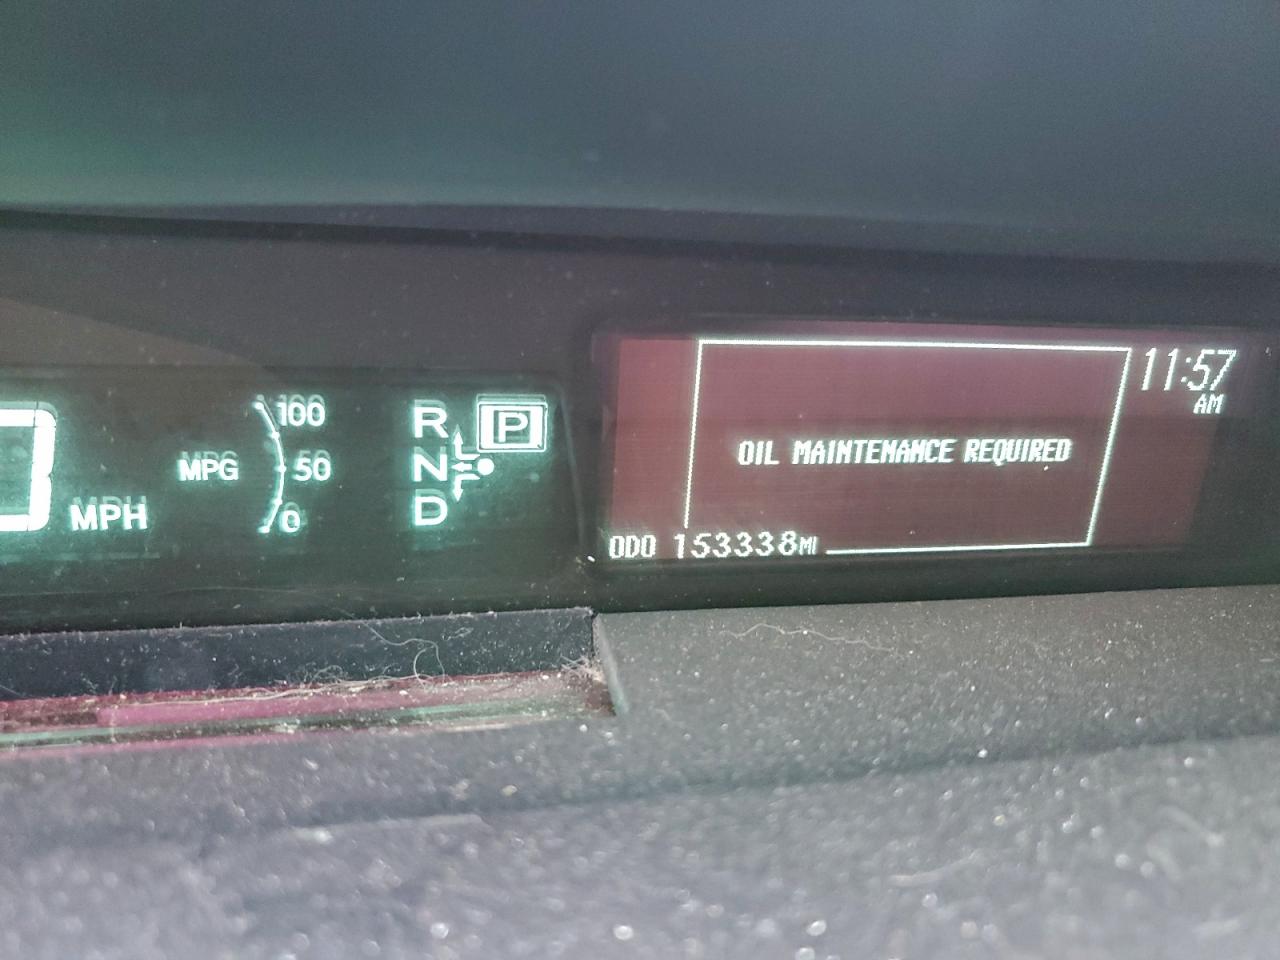 MPH
MPG
100
50
0
R
N
D
P
OIL MAINTENANCE REQUIRED
11:57
AM
ODO 153338MI